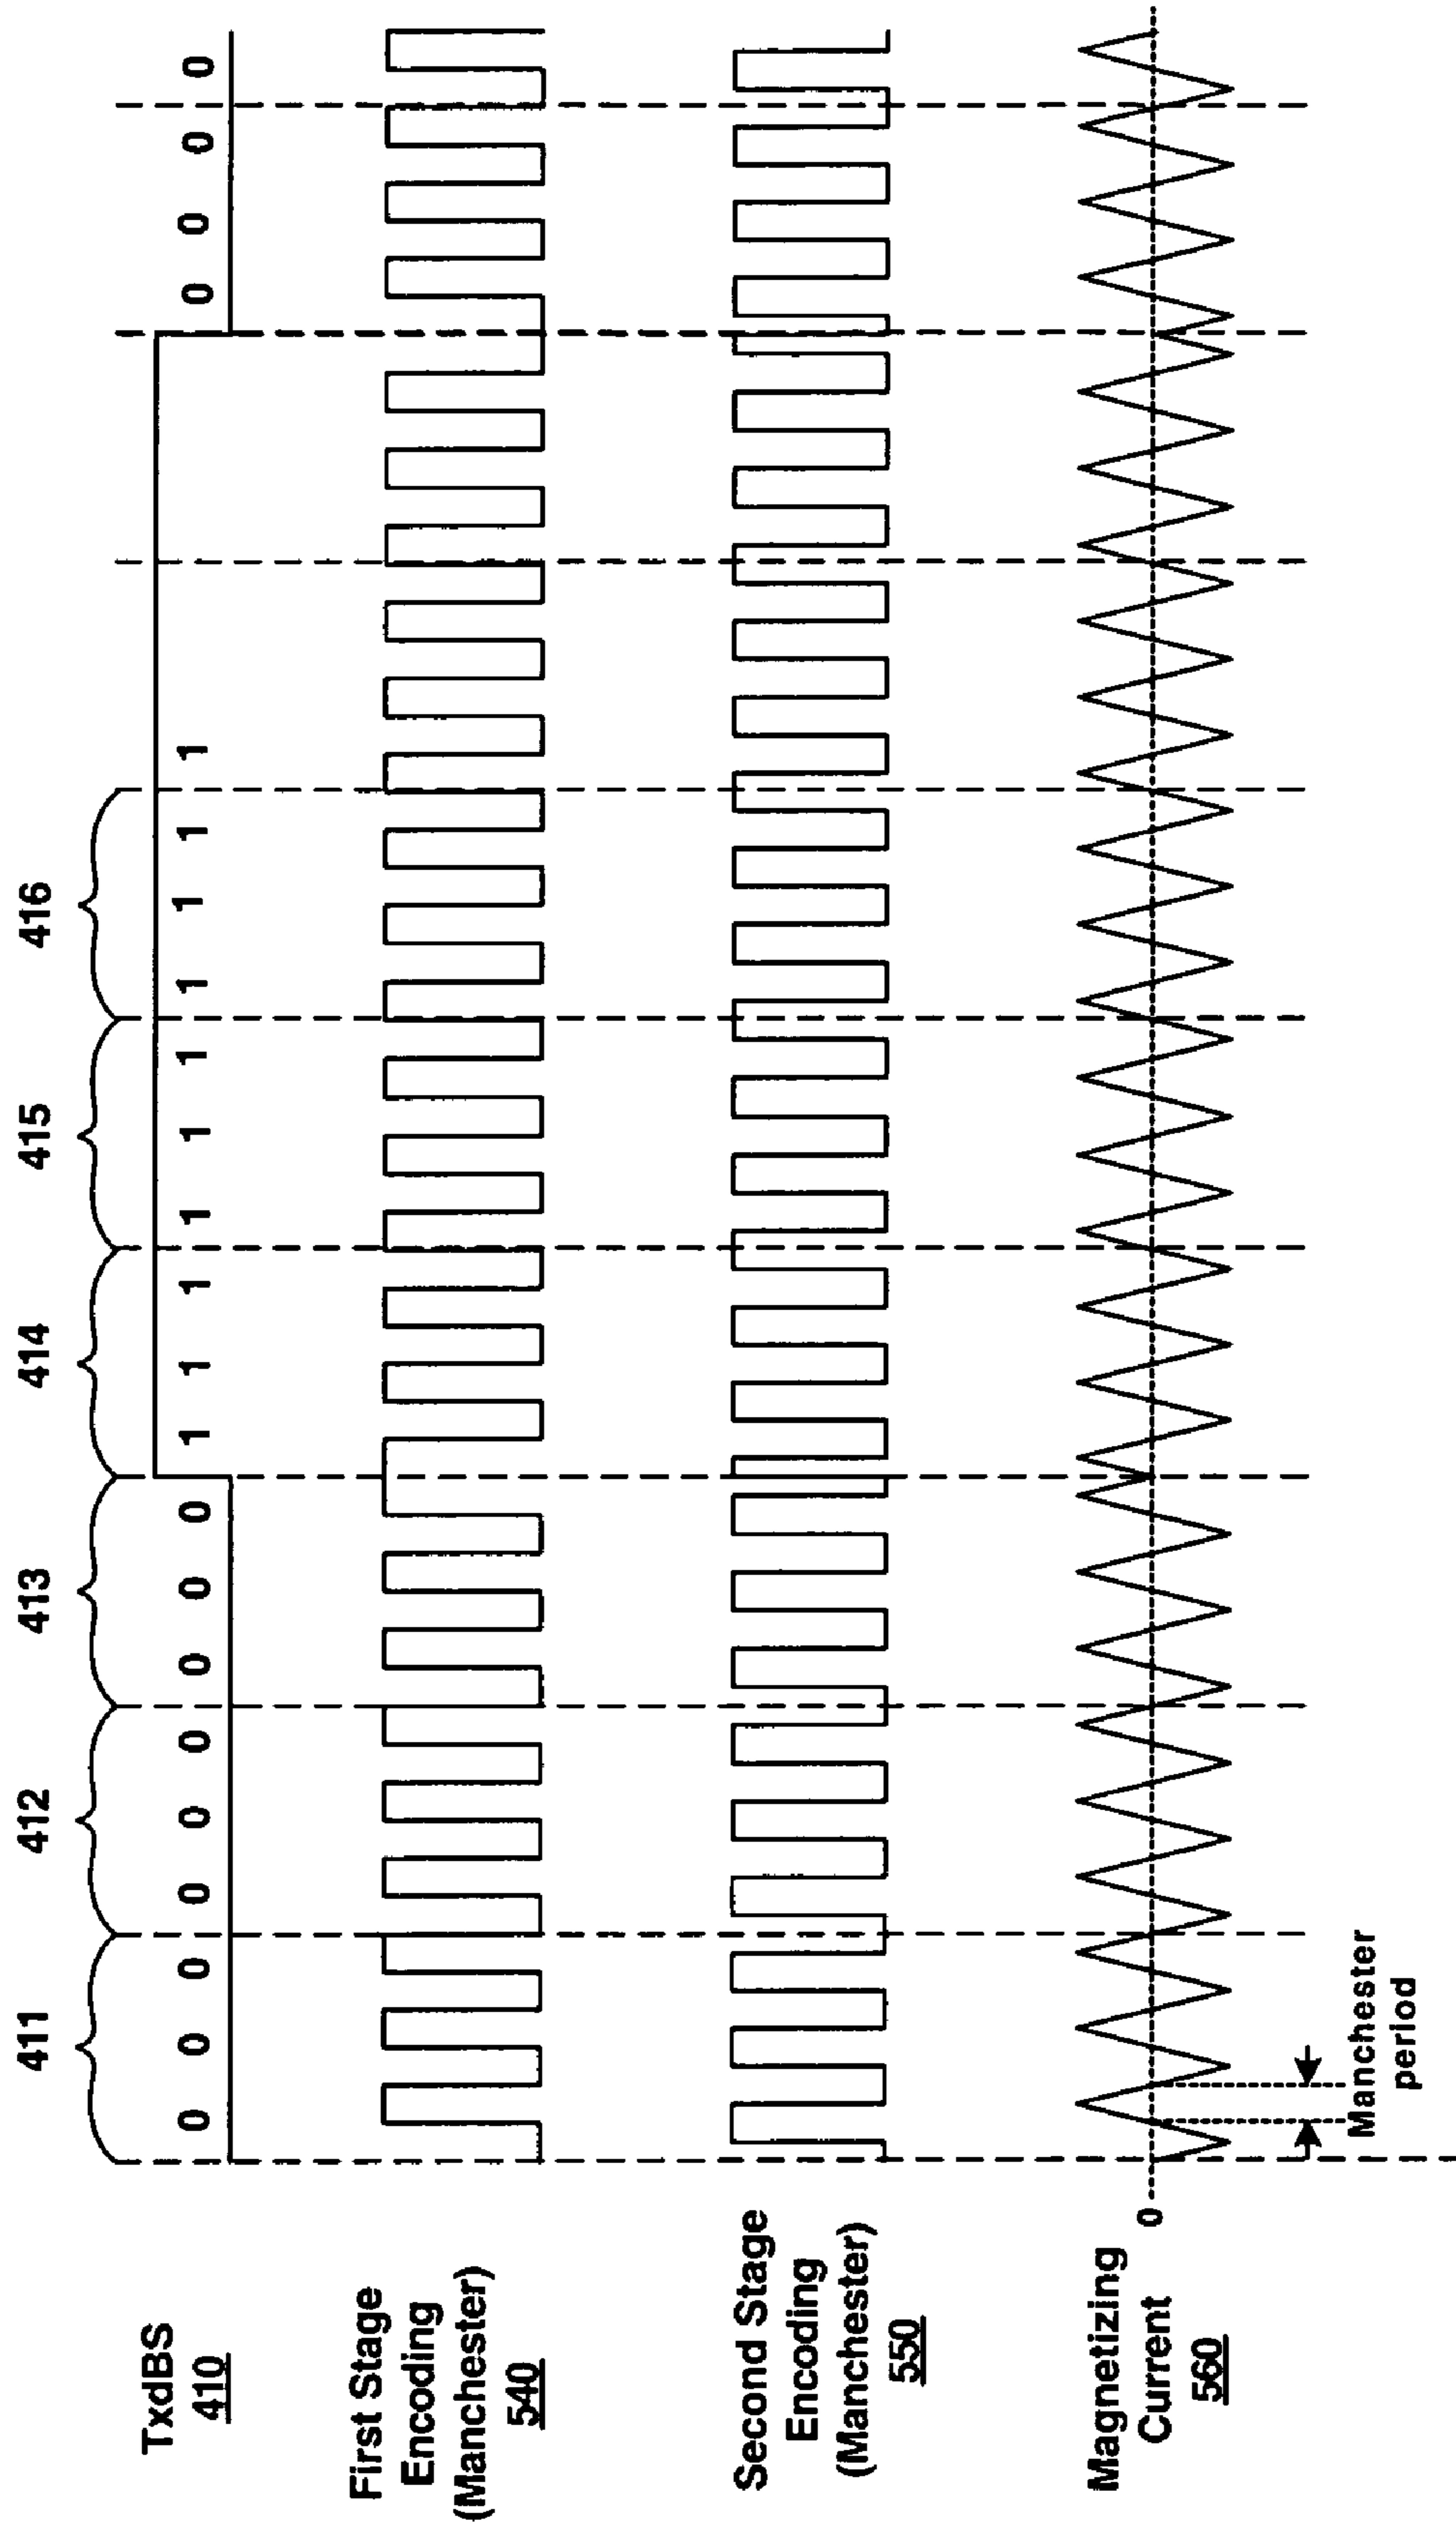 411 412 413 414 415 416
TxdBS
410
0 0 0 0 0 0 0 0 0 1 1 1 1 1 1 1 1 1 1 0 0 0 0
First Stage
Encoding
(Manchester)
540
Second Stage
Encoding
(Manchester)
550
Magnetizing
Current
560
0
Manchester
period